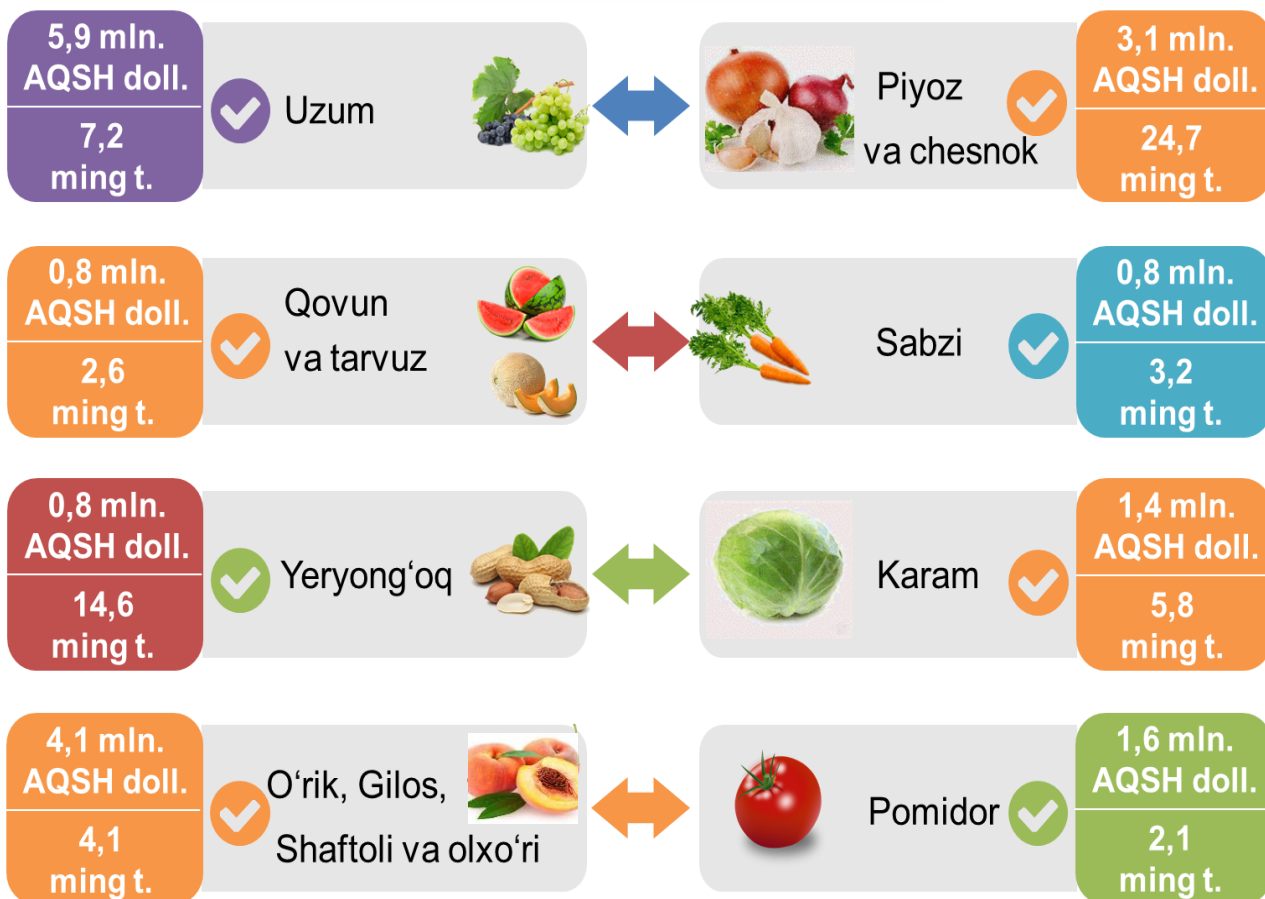 5,9 mln.
AQSH doll.
7,2
ming t.
Uzum
Piyoz
va chesnok
3,1 mln.
AQSH doll.
24,7
ming t.
0,8 mln.
AQSH doll.
2,6
ming t.
Qovun
va tarvuz
Sabzi
0,8 mln.
AQSH doll.
3,2
ming t.
0,8 mln.
AQSH doll.
14,6
ming t.
Yeryong‘oq
Karam
1,4 mln.
AQSH doll.
5,8
ming t.
4,1 mln.
AQSH doll.
4,1
ming t.
O‘rik, Gilos,
Shaftoli va olxo‘ri
Pomidor
1,6 mln.
AQSH doll.
2,1
ming t.